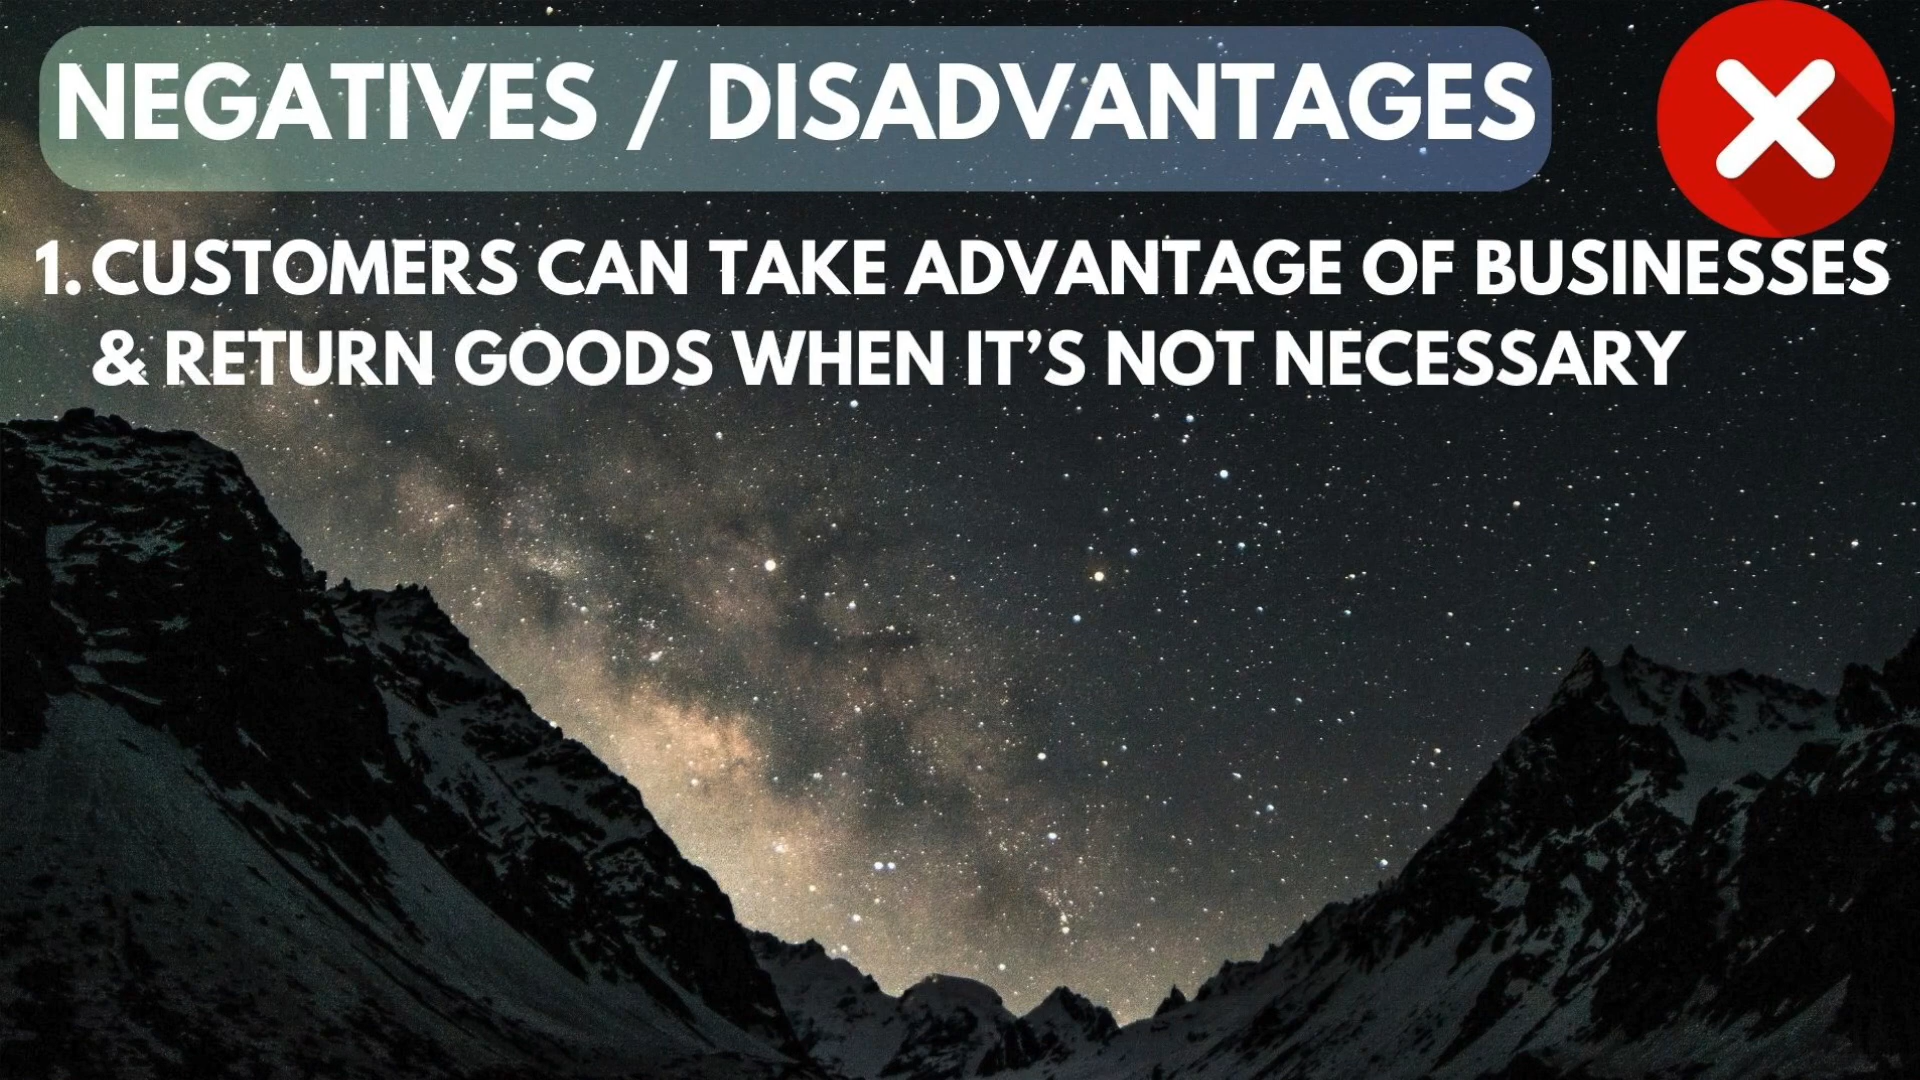 NEGATIVES / DISADVANTAGES
1. CUSTOMERS CAN TAKE ADVANTAGE OF BUSINESSES
& RETURN GOODS WHEN IT’S NOT NECESSARY